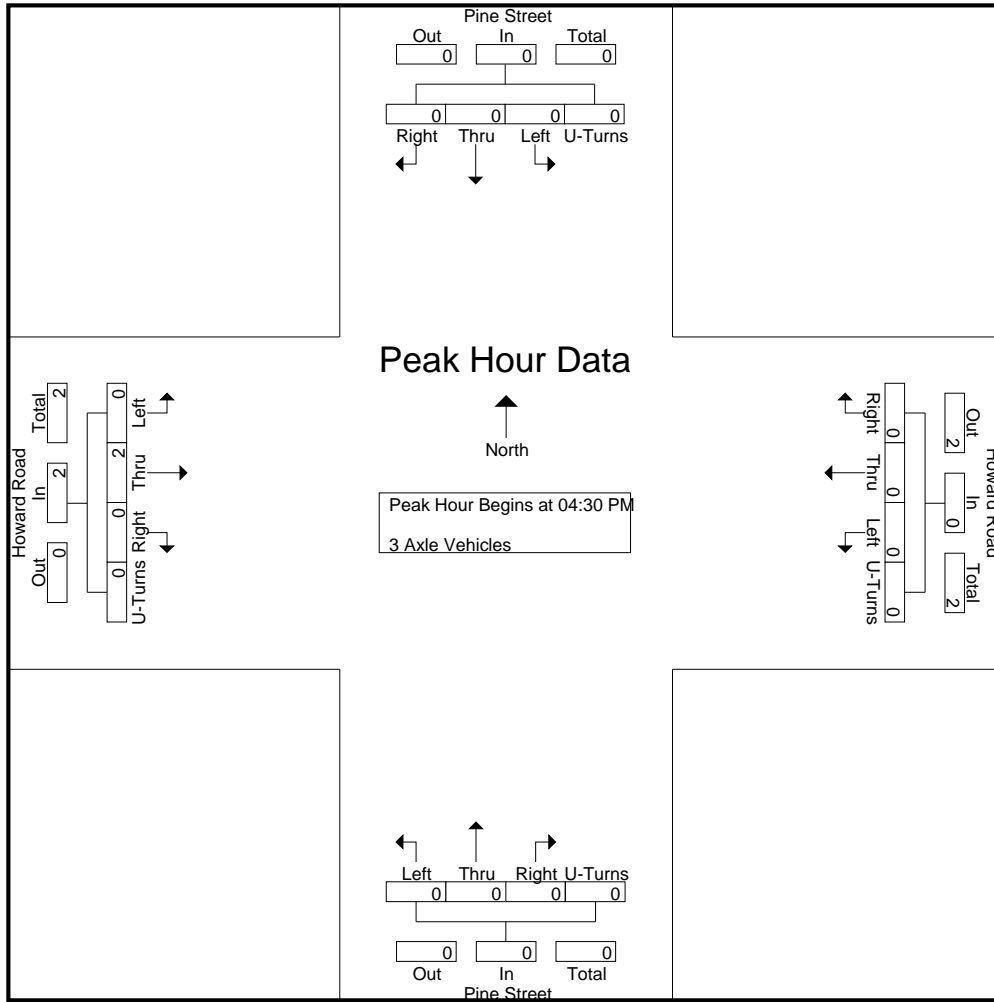 Pine Street
Out In Total
0 0 0
0 0 0 0
Right Thru Left U-Turns
Peak Hour Data
North
Peak Hour Begins at 04:30 PM
3 Axle Vehicles
Howard Road
Total In Out
2 2 0
0 2 0 0
Left Thru Right U-Turns
Right Thru Left U-Turns
0 0 0 0
2 0 2
Out In Total
Howard Road
Left Thru Right U-Turns
0 0 0 0
0 0 0
Out In Total
Pine Street